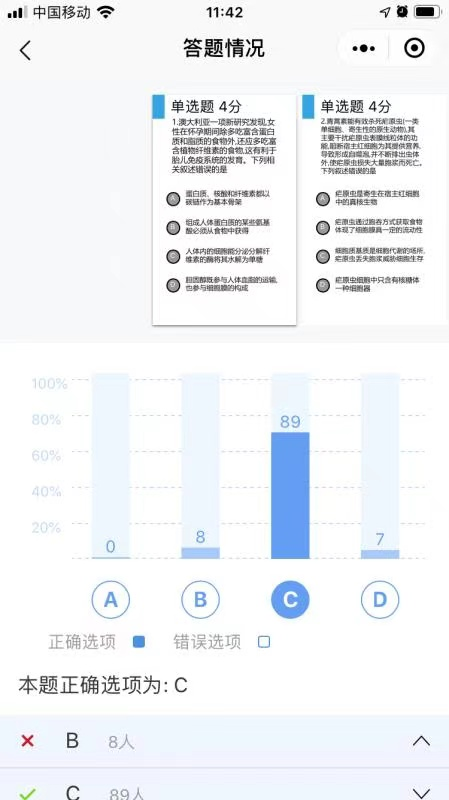 中国移动
11:42
答题情况
单选题 4分
1.澳大利亚一项新研究发现,女
性在怀孕期间除多吃富含蛋白
质和脂质的食物外,还应多吃富
含植物纤维素的食物,这有利于
胎儿免疫系统的发育。下列相
关叙述错误的是
A 蛋白质、核酸和纤维素都以
碳链作为基本骨架
B 组成人体蛋白质的某些氨基
酸必须从食物中获得
C 人体内的细胞能分泌分解纤
维素的酶将其水解为单糖
D 胆固醇既参与人体血脂的运输,
也参与细胞膜的构成
单选题 4分
2.青蒿素能有效杀死疟原虫(一类
单细胞、寄生性的原生动物),其
主要干扰疟原虫表膜线粒体的功
能,阻断宿主红细胞为其提供营养,
导致形成自噬泡,并不断排出虫体
外,使疟原虫损失大量胞浆而死亡。
下列叙述错误的是
A 疟原虫是寄生在宿主红细胞
中的真核生物
B 疟原虫通过胞吞方式获取食物
体现了细胞膜具一定的流动性
C 细胞质基质是细胞代谢的场所,
疟原虫丢失胞浆威胁细胞生存
D 疟原虫细胞中只含有核糖体
一种细胞器
100%
80%
60%
40%
20%
0
8
89
7
A
B
C
D
正确选项
错误选项
本题正确选项为: C
B 8人
C 89人